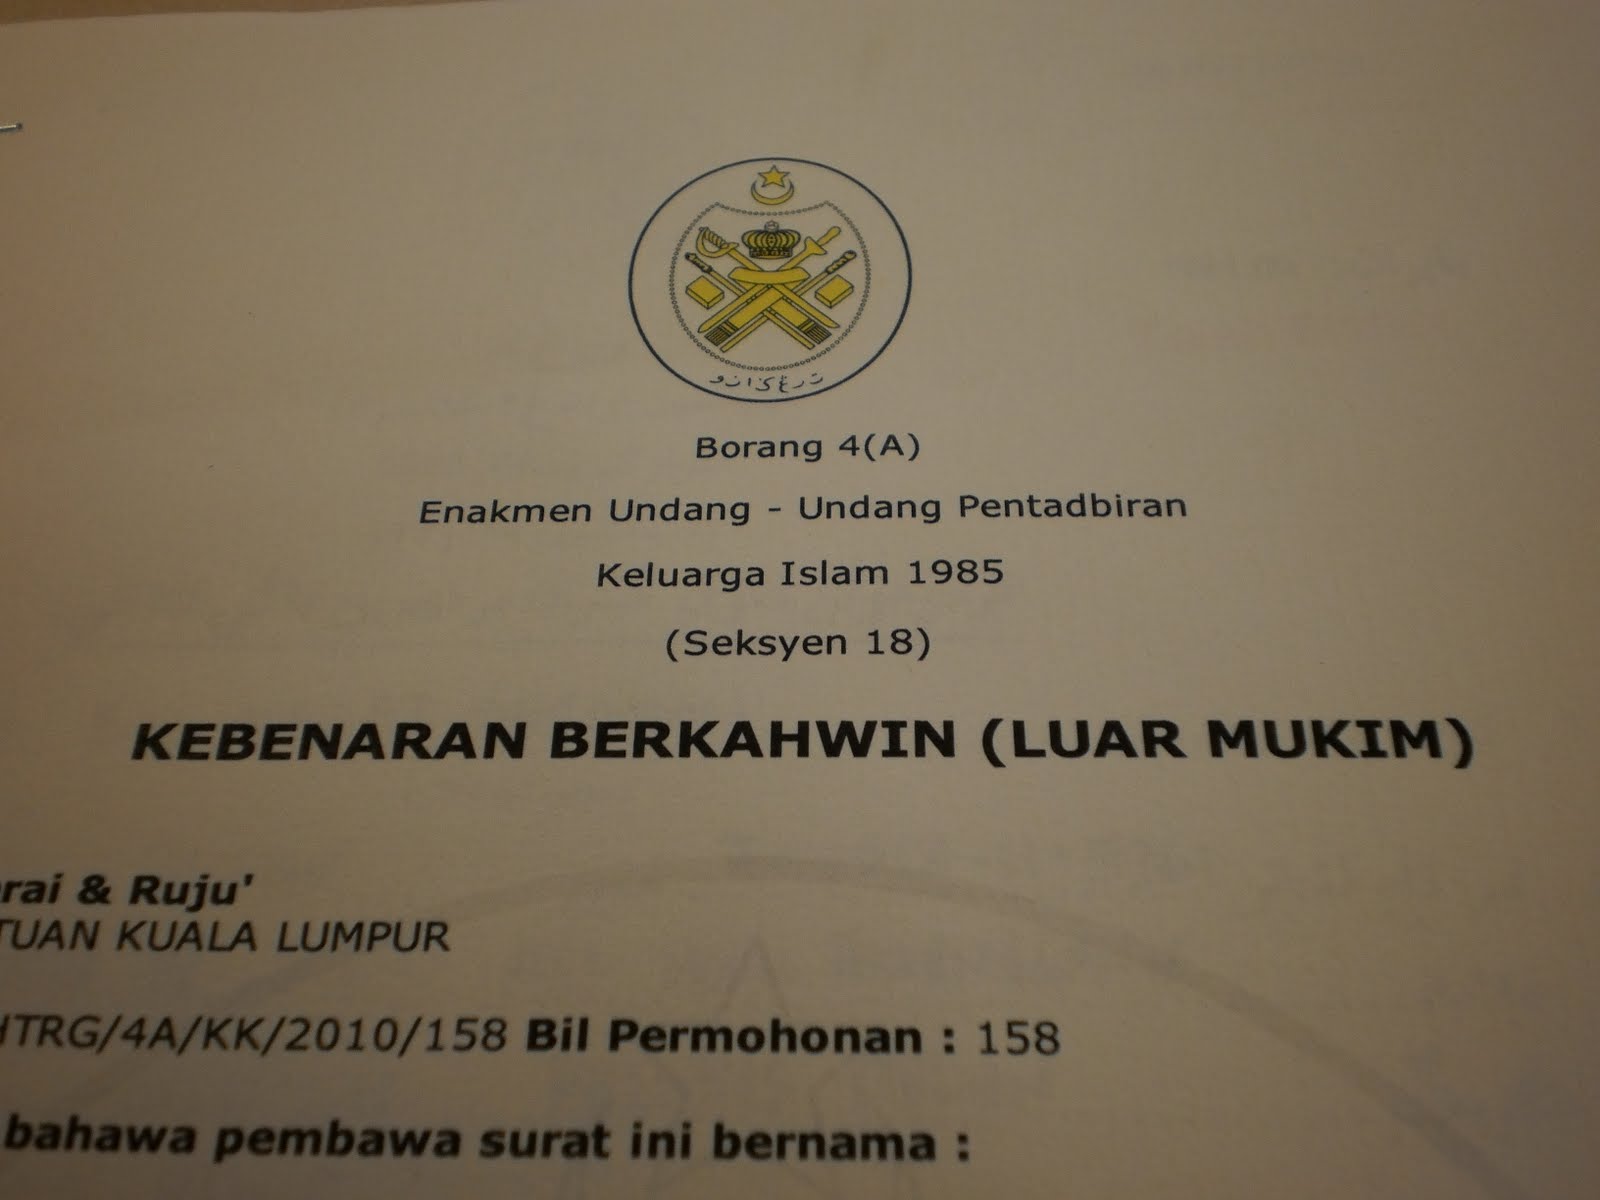 ترڠݢانو
Borang 4(A)
Enakmen Undang - Undang Pentadbiran
Keluarga Islam 1985
(Seksyen 18)
KEBENARAN BERKAHWIN (LUAR MUKIM)
rai & Ruju'
TUAN KUALA LUMPUR
HTRG/4A/KK/2010/158 Bil Permohonan : 158
bahawa pembawa surat ini bernama :